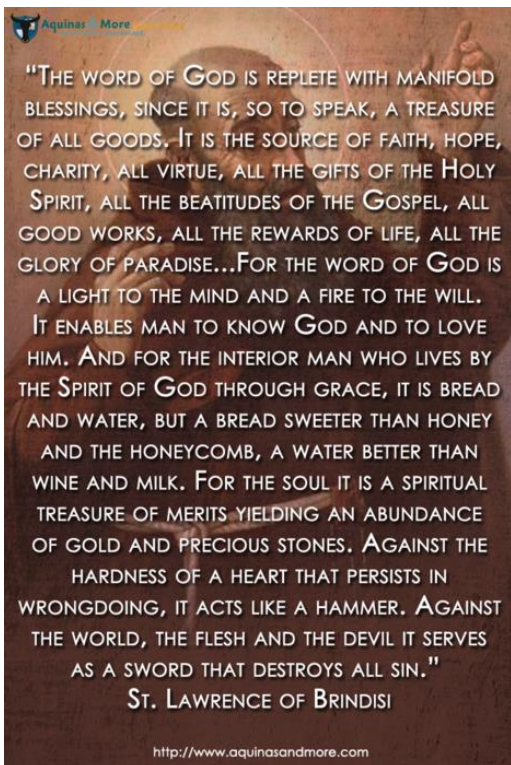 Aquinas & More
"The word of God is replete with manifold
blessings, since it is, so to speak, a treasure
of all goods. It is the source of faith, hope,
charity, all virtue, all the gifts of the Holy
Spirit, all the beatitudes of the Gospel, all
good works, all the rewards of life, all the
glory of paradise...For the word of God is
a light to the mind and a fire to the will.
It enables man to know God and to love
him. And for the interior man who lives by
the Spirit of God through grace, it is bread
and water, but a bread sweeter than honey
and the honeycomb, a water better than
wine and milk. For the soul it is a spiritual
treasure of merits yielding an abundance
of gold and precious stones. Against the
hardness of a heart that persists in
wrongdoing, it acts like a hammer. Against
the world, the flesh and the devil it serves
as a sword that destroys all sin."
St. Lawrence of Brindisi
http://www.aquinasandmore.com